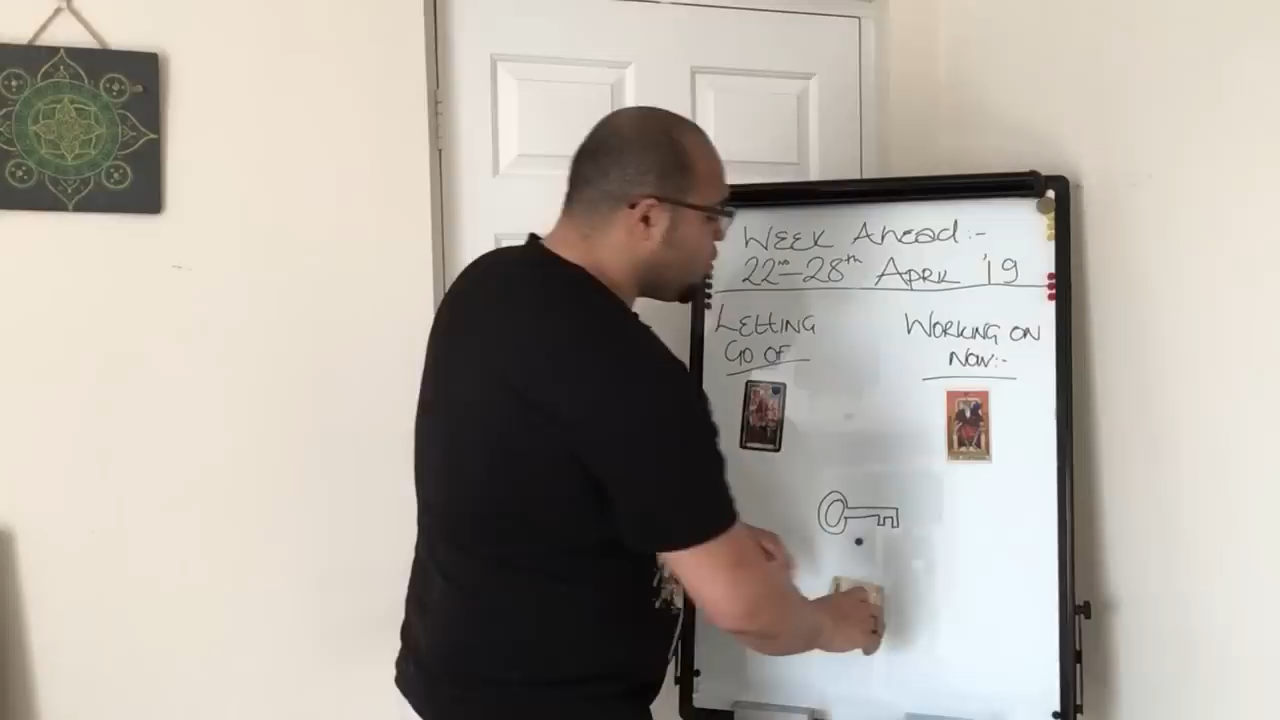 WEEK AHEAD:-
22nd-28th APRIL '19
LETTING
GO OF
WORKING ON
NOW:-